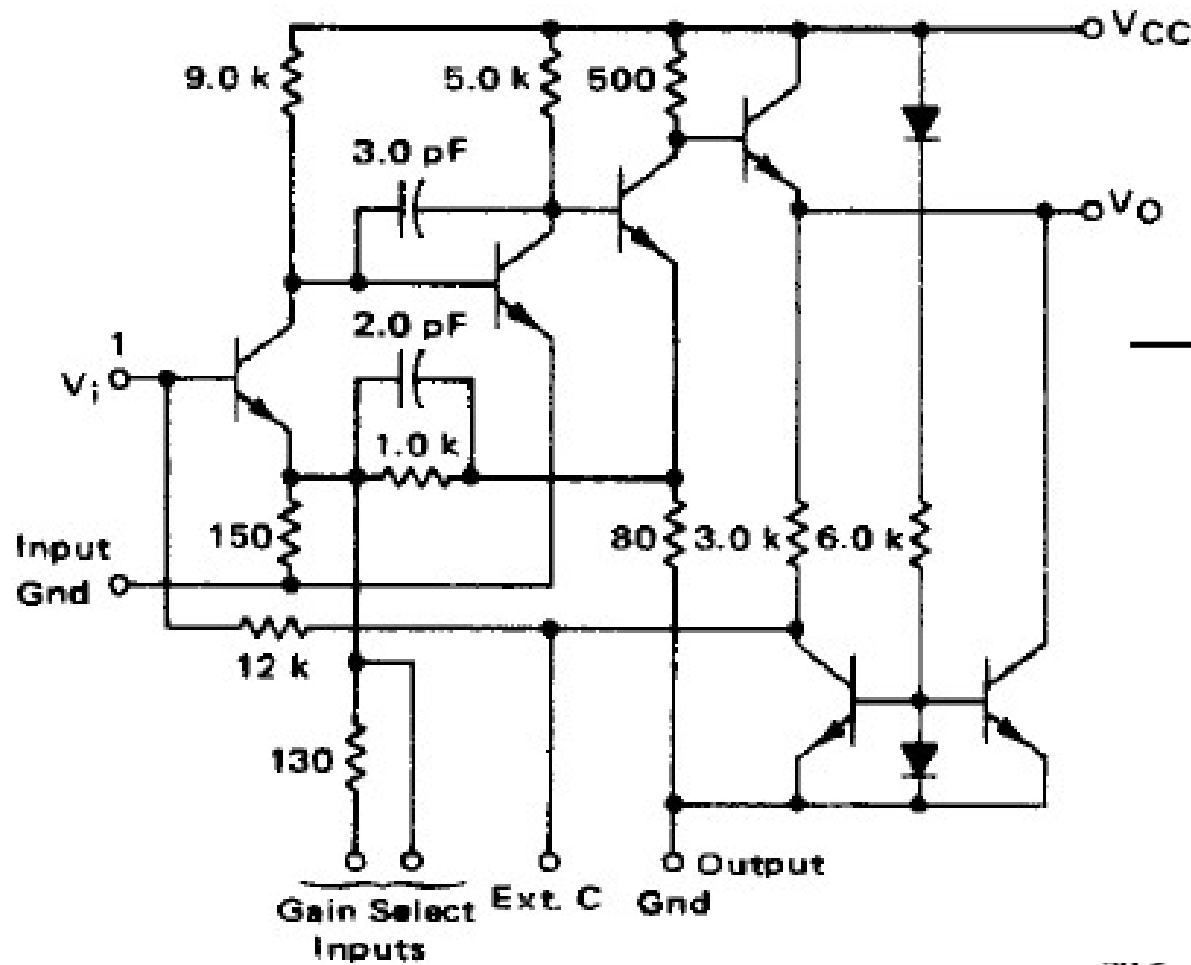 VCC
9.0 k
5.0 k
500
3.0 pF
VO
2.0 pF
1
Vi
1.0 k
150
80
3.0 k
6.0 k
Input
Gnd
12 k
130
Output
Gnd
Ext. C
Gain Select
Inputs